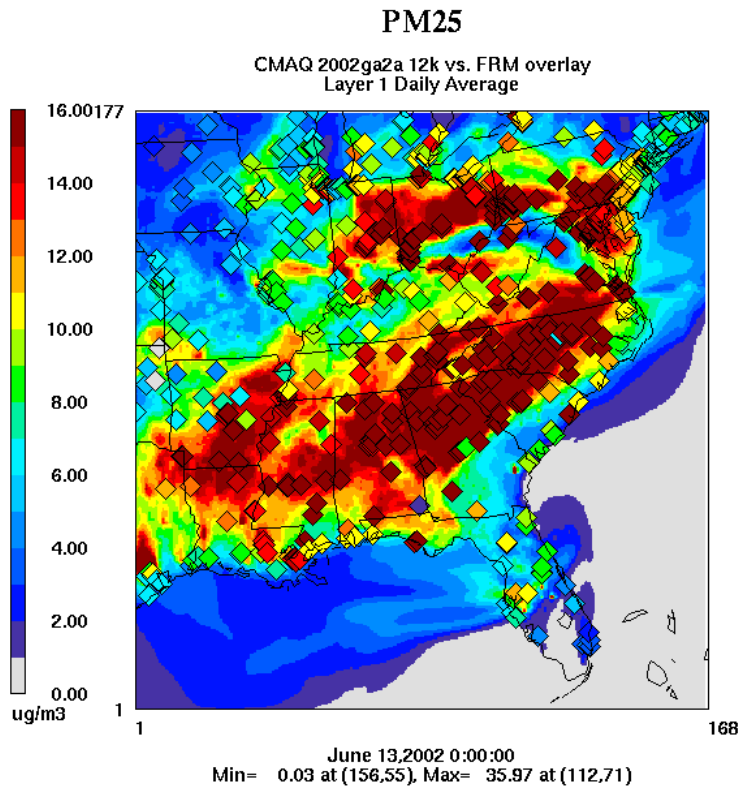 PM25
CMAQ 2002ga2a 12k vs. FRM overlay
Layer 1 Daily Average
16.00
177
14.00
12.00
10.00
8.00
6.00
4.00
2.00
0.00
ug/m3
1
1
168
June 13,2002 0:00:00
Min= 0.03 at (156,55), Max= 35.97 at (112,71)